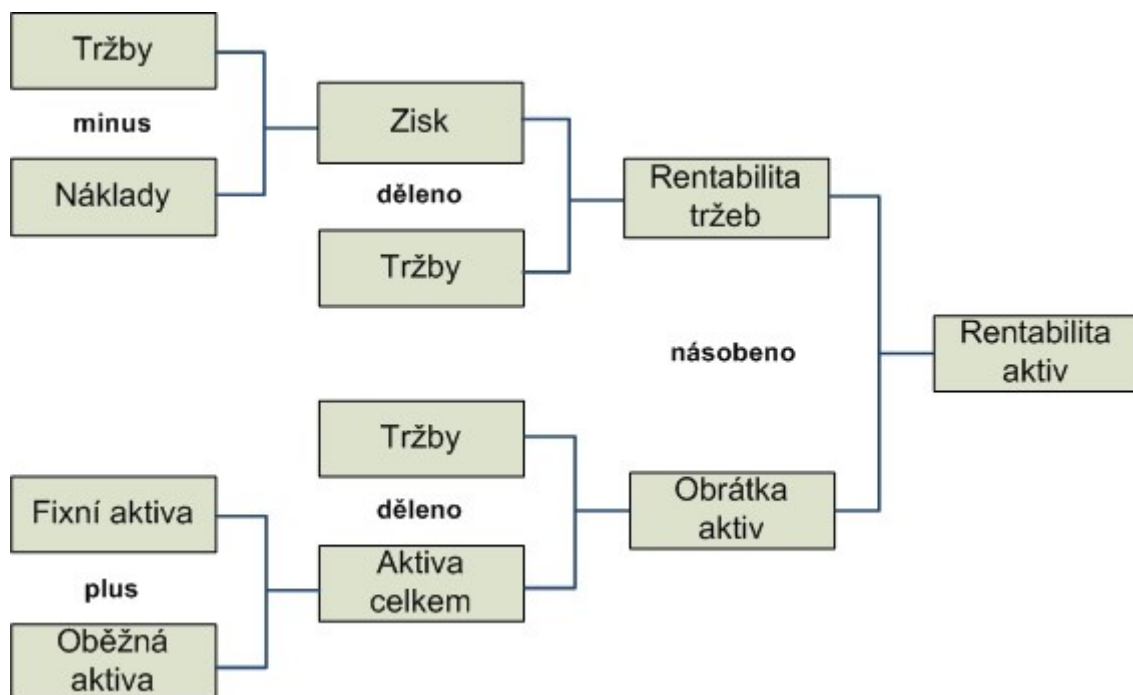 Tržby
minus
Náklady
Zisk
děleno
Tržby
Rentabilita
tržeb
násobeno
Rentabilita
aktiv
Tržby
děleno
Aktiva
celkem
Obrátka
aktiv
Fixní aktiva
plus
Oběžná
aktiva